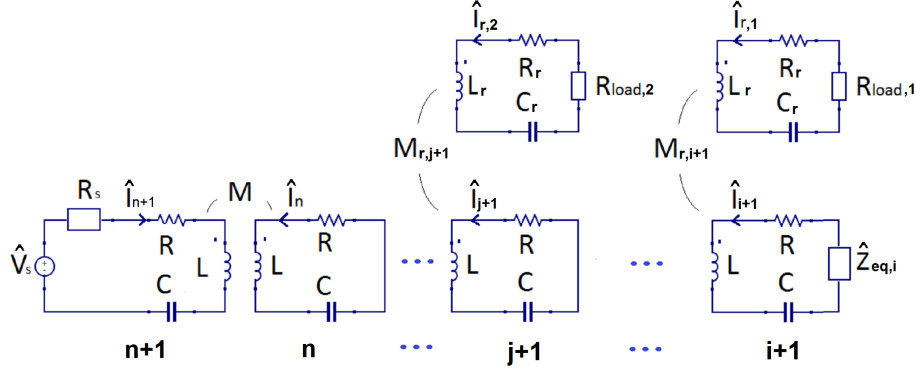 Îr,2
Îr,1
Rr
Rr
Lr
Rload,2
Lr
Rload,1
Cr
Cr
Mr,j+1
Mr,i+1
Rs
În+1
M
În
Îj+1
Îi+1
R
R
R
R
V̂s
L
L
L
L
Ẑeq,i
C
C
C
C
n+1
n
...
j+1
...
i+1